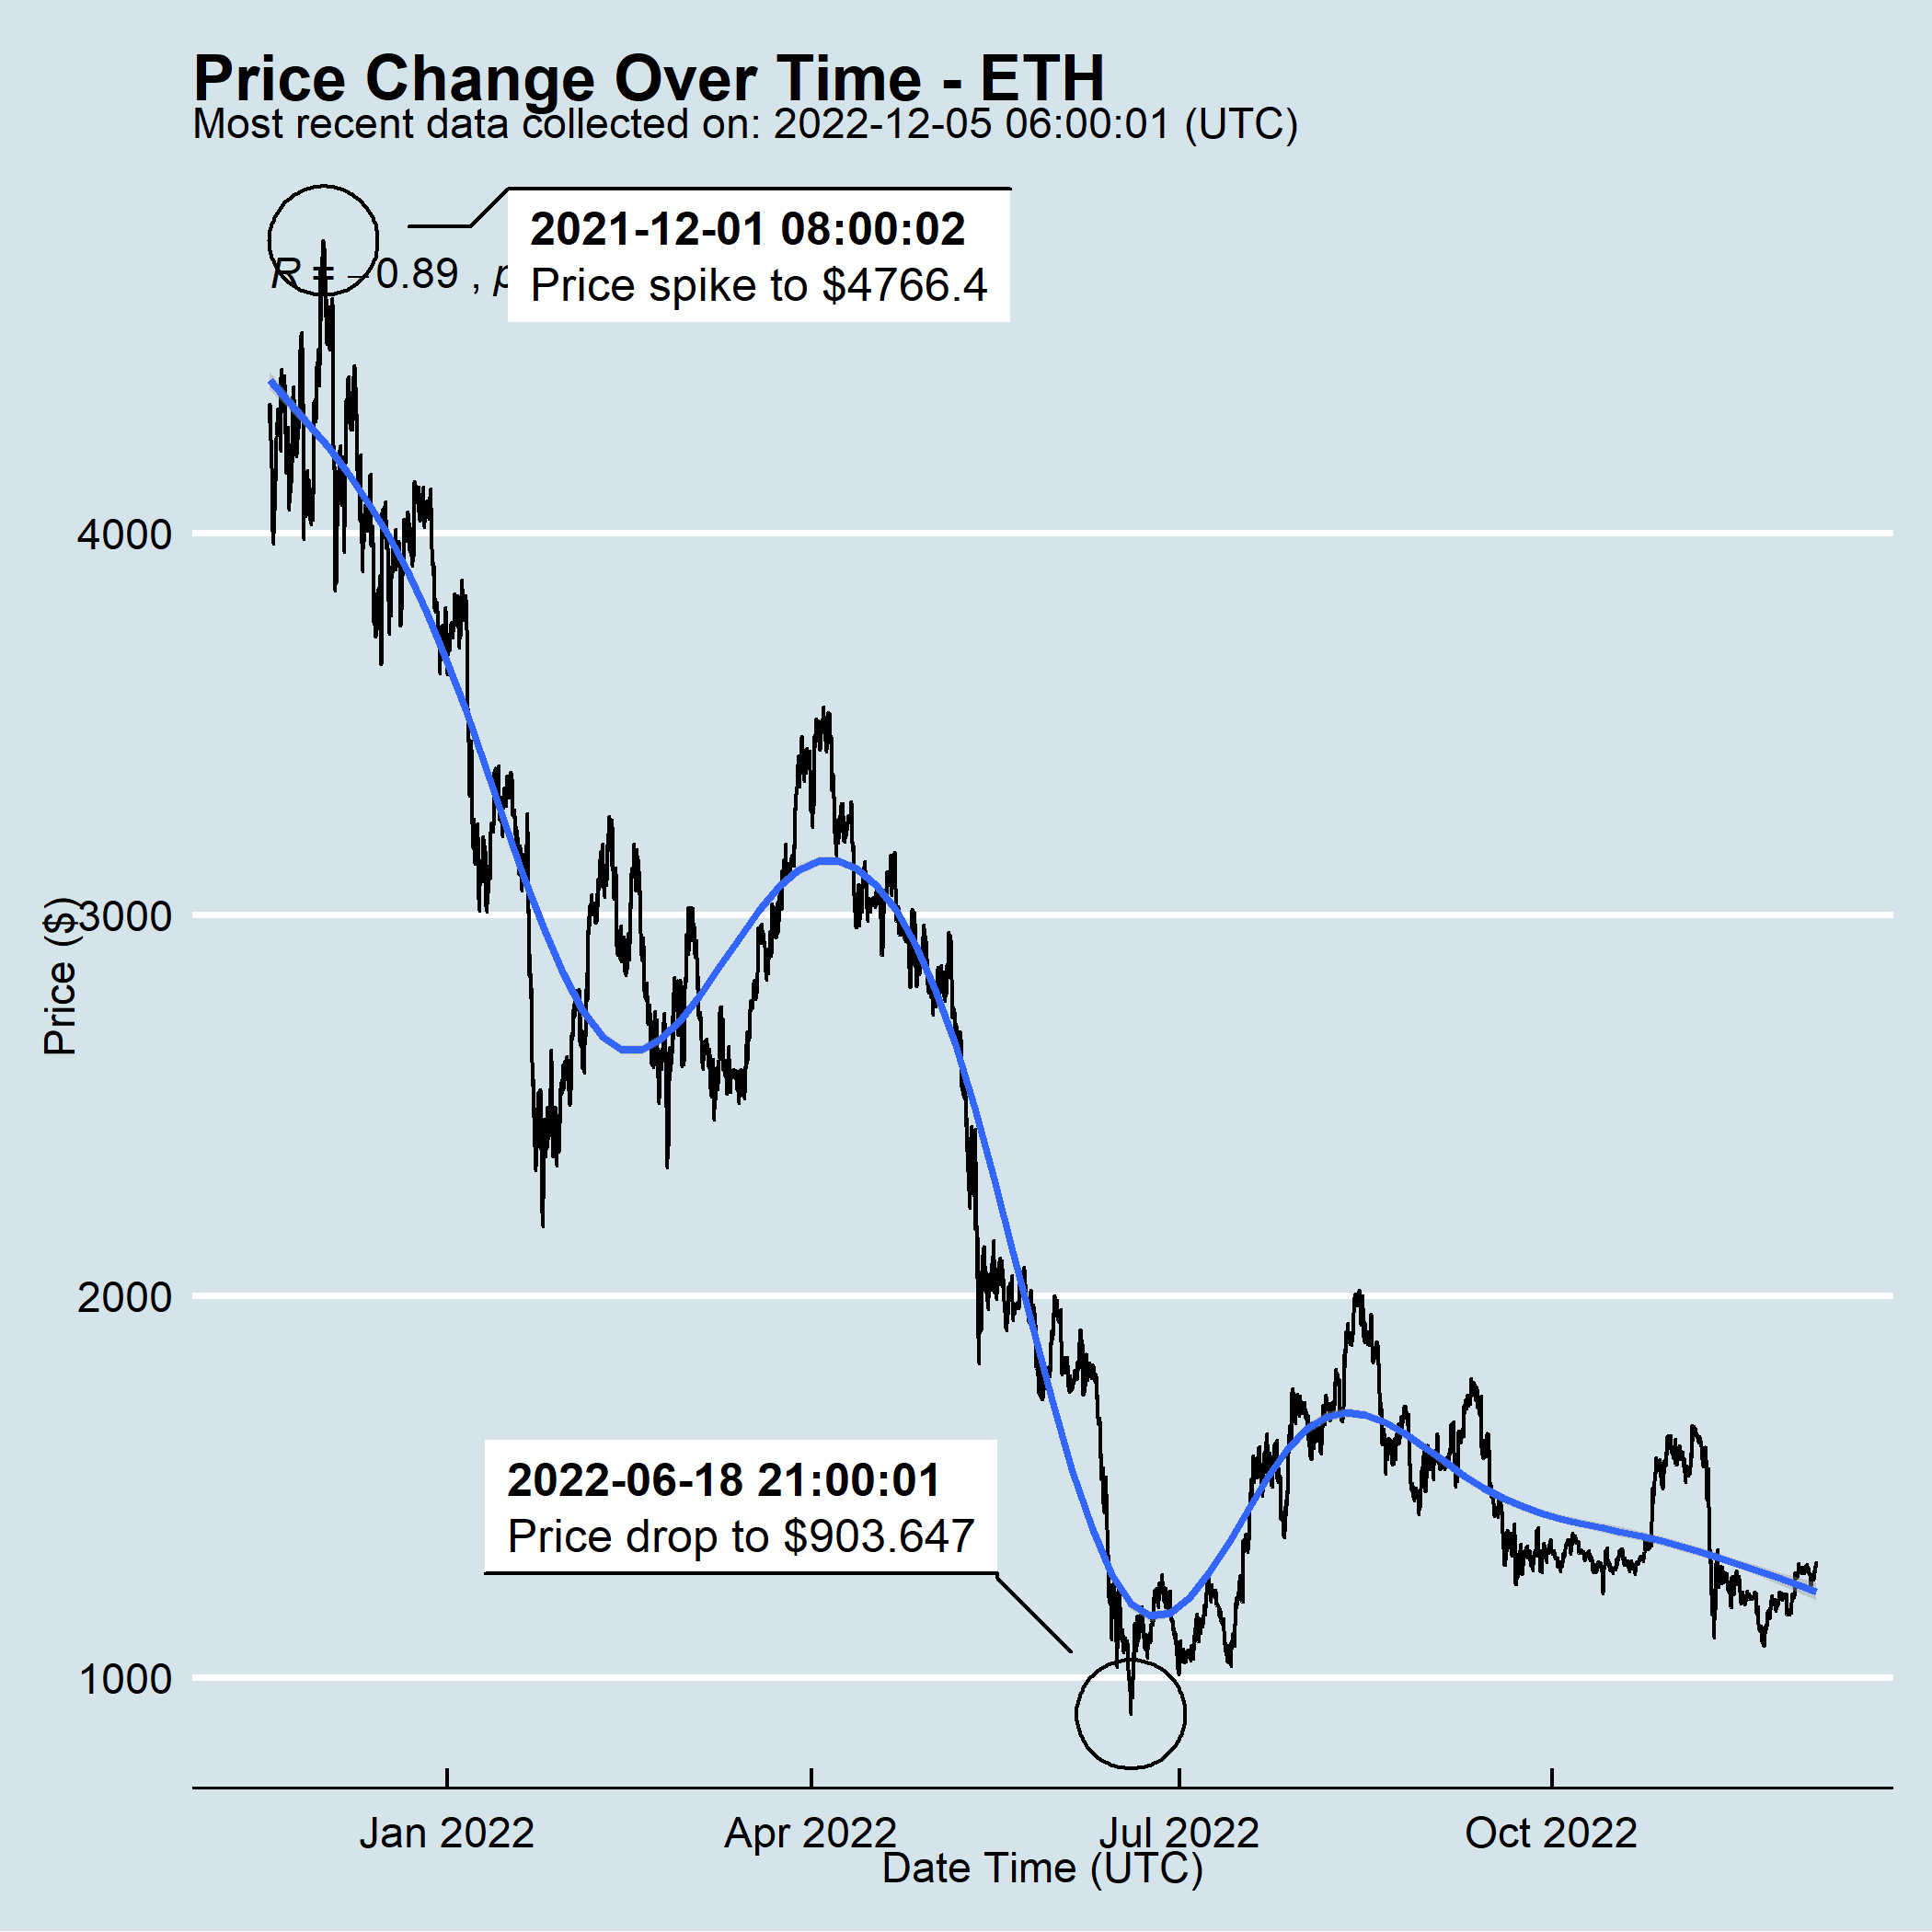 Price Change Over Time - ETH
Most recent data collected on: 2022-12-05 06:00:01 (UTC)
2021-12-01 08:00:02
Price spike to $4766.4
R = −0.89 , p
4000
3000
2000
1000
Price ($)
2022-06-18 21:00:01
Price drop to $903.647
Jan 2022
Apr 2022
Jul 2022
Oct 2022
Date Time (UTC)